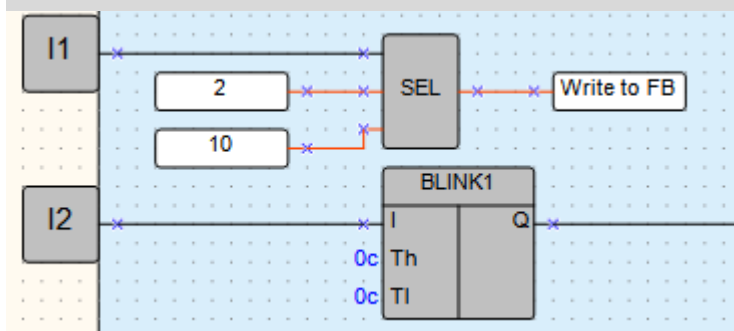 I1
2
SEL
Write to FB
10
BLINK1
I2
I
Q
0c Th
0c Tl